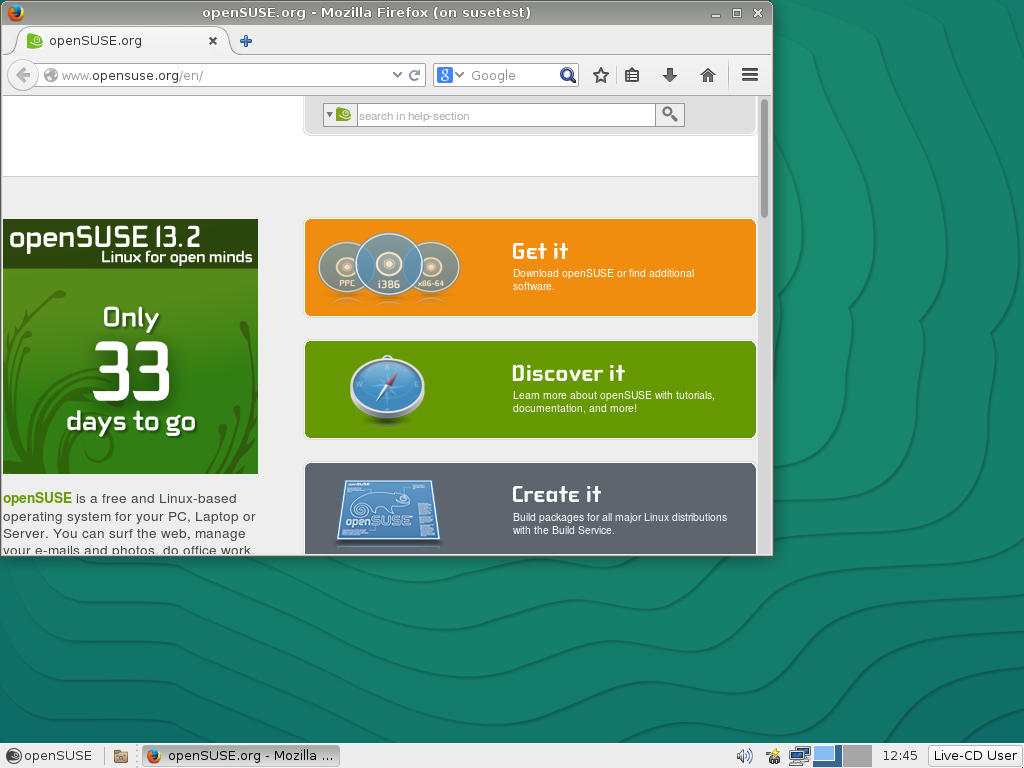 openSUSE.org - Mozilla Firefox (on susetest)
openSUSE.org
www.opensuse.org/en/
8 Google
search in help-section
openSUSE 13.2
Linux for open minds
Only
33
days to go
openSUSE is a free and Linux-based
operating system for your PC, Laptop or
Server. You can surf the web, manage
your e-mails and photos, do office work,
PPC i386 x86-64
Get it
Download openSUSE or find additional
software.
Discover it
Learn more about openSUSE with tutorials,
documentation, and more!
openSUSE
Create it
Build packages for all major Linux distributions
with the Build Service.
openSUSE
openSUSE.org - Mozilla ...
12:45
Live-CD User